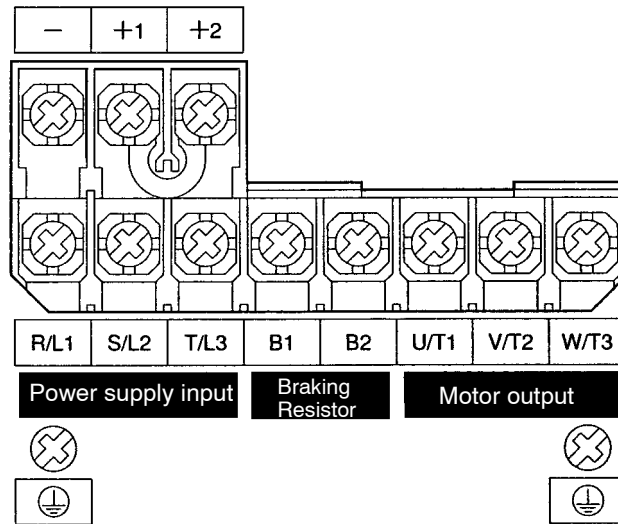 − +1 +2
R/L1 S/L2 T/L3 B1 B2 U/T1 V/T2 W/T3
Power supply input Braking Resistor Motor output